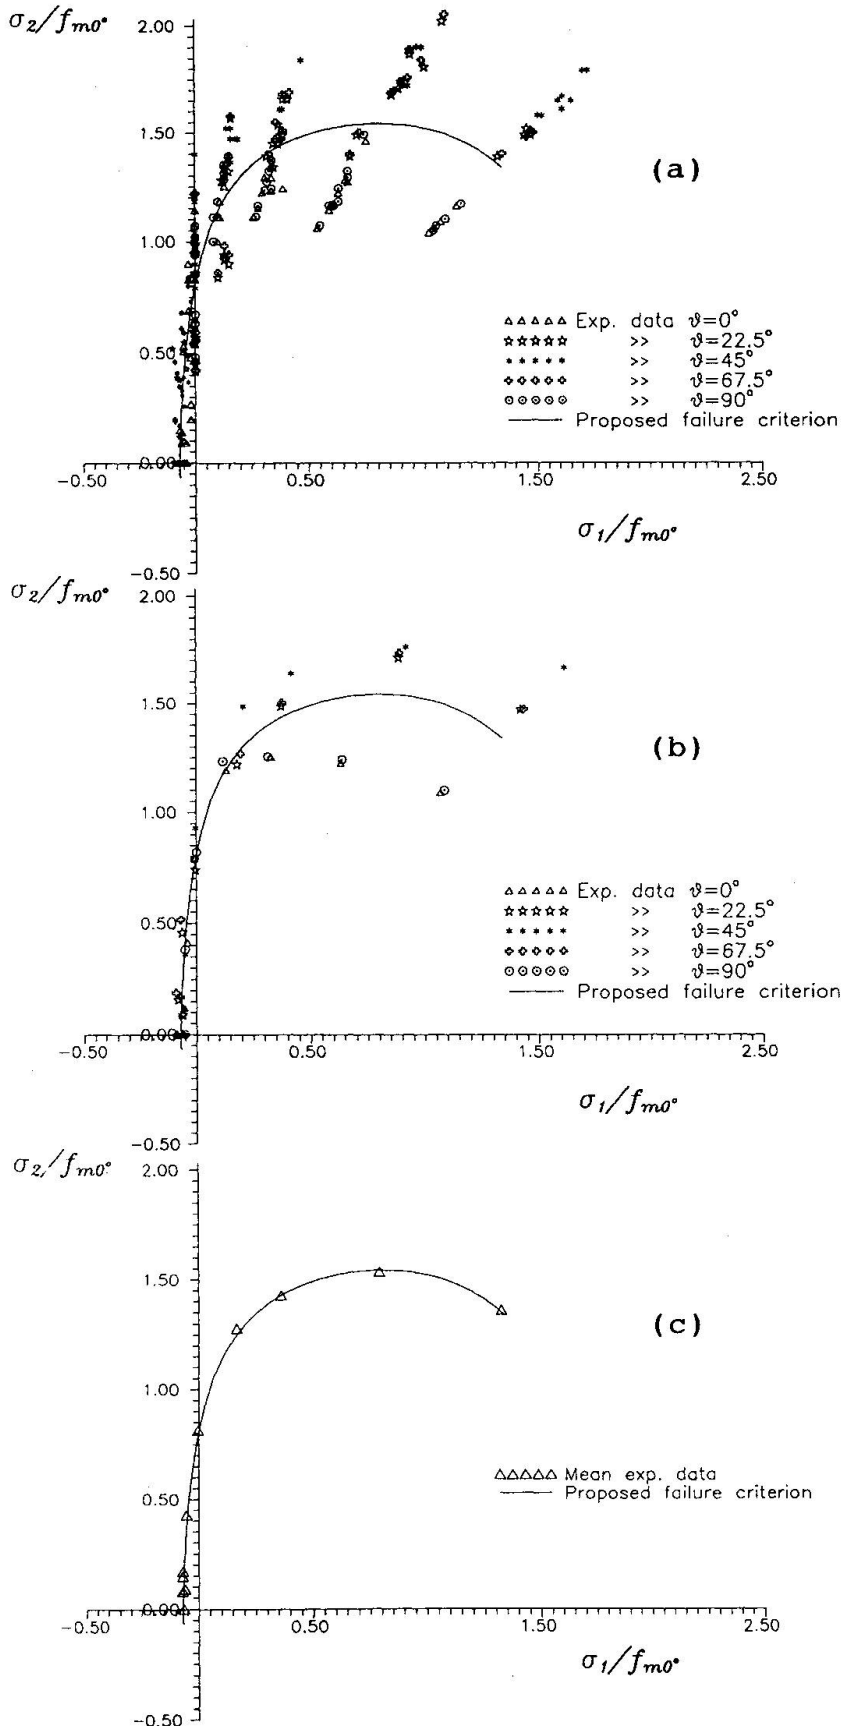 σ2/fm0°
2.00
1.50
1.00
0.50
0.00
−0.50
−0.50 0.50 1.50 2.50
σ1/fm0°
(a)
Exp. data ϑ=0°
>> ϑ=22.5°
>> ϑ=45°
>> ϑ=67.5°
>> ϑ=90°
Proposed failure criterion
σ2/fm0°
2.00
1.50
1.00
0.50
0.00
−0.50
−0.50 0.50 1.50 2.50
σ1/fm0°
(b)
Exp. data ϑ=0°
>> ϑ=22.5°
>> ϑ=45°
>> ϑ=67.5°
>> ϑ=90°
Proposed failure criterion
σ2/fm0°
2.00
1.50
1.00
0.50
0.00
−0.50
−0.50 0.50 1.50 2.50
σ1/fm0°
(c)
Mean exp. data
Proposed failure criterion